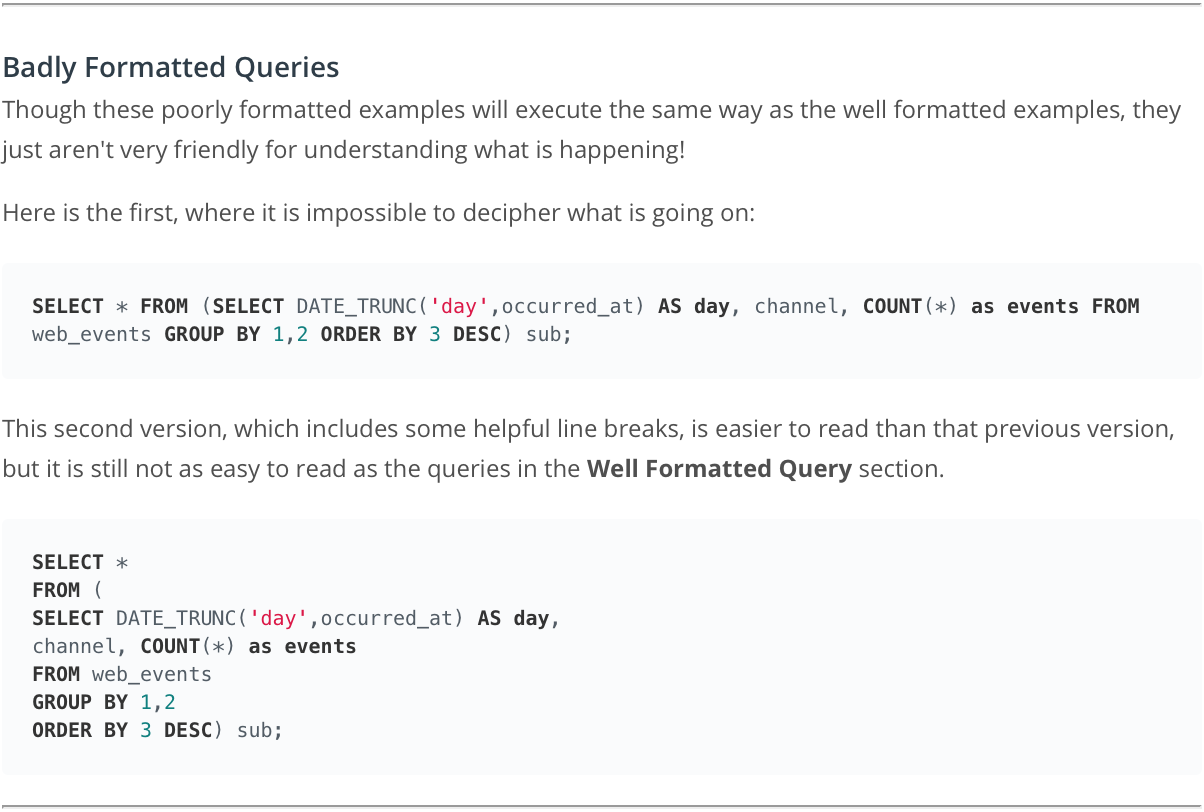 Badly Formatted Queries
Though these poorly formatted examples will execute the same way as the well formatted examples, they
just aren't very friendly for understanding what is happening!
Here is the first, where it is impossible to decipher what is going on:
SELECT * FROM (SELECT DATE_TRUNC('day',occurred_at) AS day, channel, COUNT(*) as events FROM
web_events GROUP BY 1,2 ORDER BY 3 DESC) sub;
This second version, which includes some helpful line breaks, is easier to read than that previous version,
but it is still not as easy to read as the queries in the Well Formatted Query section.
SELECT *
FROM (
SELECT DATE_TRUNC('day',occurred_at) AS day,
channel, COUNT(*) as events
FROM web_events
GROUP BY 1,2
ORDER BY 3 DESC) sub;